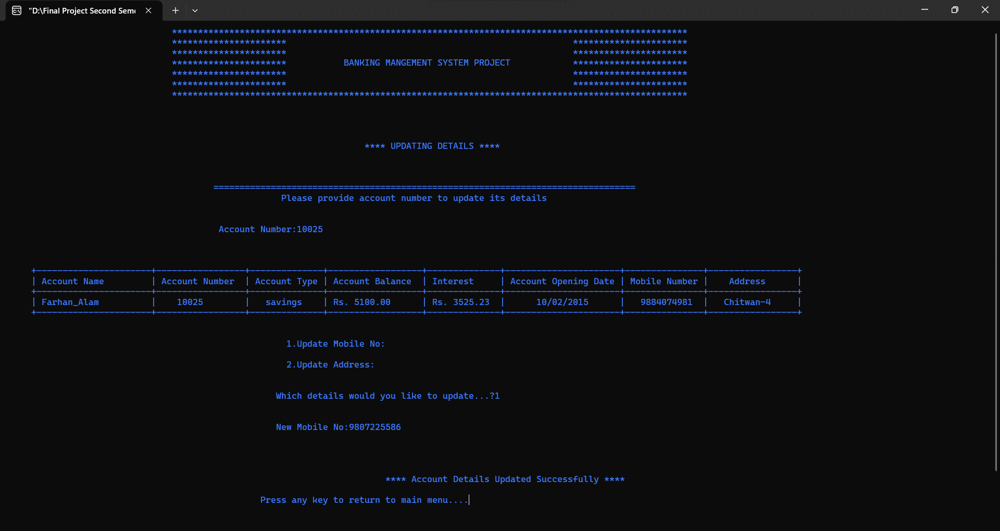 "D:\Final Project Second Seme
****************************************************************************************************
********************** **********************
********************** **********************
********************** BANKING MANGEMENT SYSTEM PROJECT **********************
********************** **********************
********************** **********************
****************************************************************************************************
**** UPDATING DETAILS ****
=================================================================================
Please provide account number to update its details
Account Number:10025
+----------------------+-----------------+--------------+------------------+--------------+----------------------+---------------+-----------------+
| Account Name | Account Number | Account Type | Account Balance | Interest | Account Opening Date | Mobile Number | Address |
+----------------------+-----------------+--------------+------------------+--------------+----------------------+---------------+-----------------+
| Farhan_Alam | 10025 | savings | Rs. 5100.00 | Rs. 3525.23 | 10/02/2015 | 9884074981 | Chitwan-4 |
+----------------------+-----------------+--------------+------------------+--------------+----------------------+---------------+-----------------+
1.Update Mobile No:
2.Update Address:
Which details would you like to update...?1
New Mobile No:9807225586
**** Account Details Updated Successfully ****
Press any key to return to main menu....